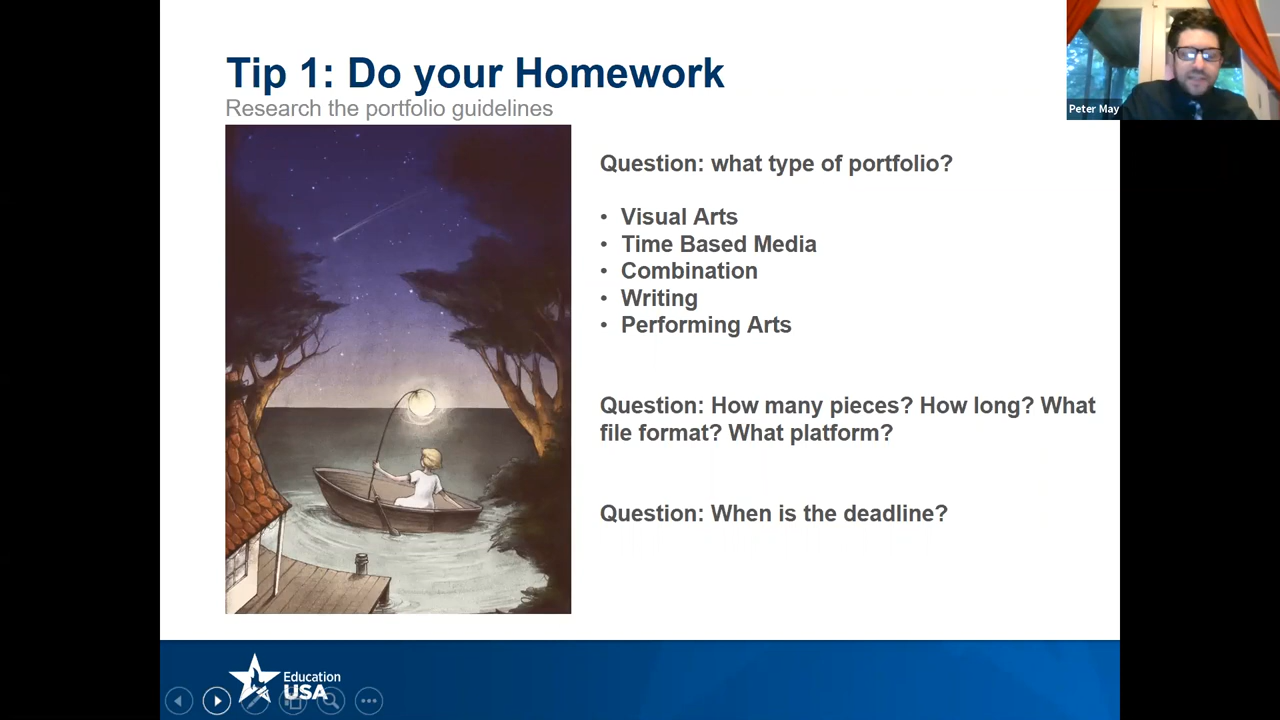 Tip 1: Do your Homework
Research the portfolio guidelines
Question: what type of portfolio?
• Visual Arts
• Time Based Media
• Combination
• Writing
• Performing Arts
Question: How many pieces? How long? What
file format? What platform?
Question: When is the deadline?
Peter May
Education
USA